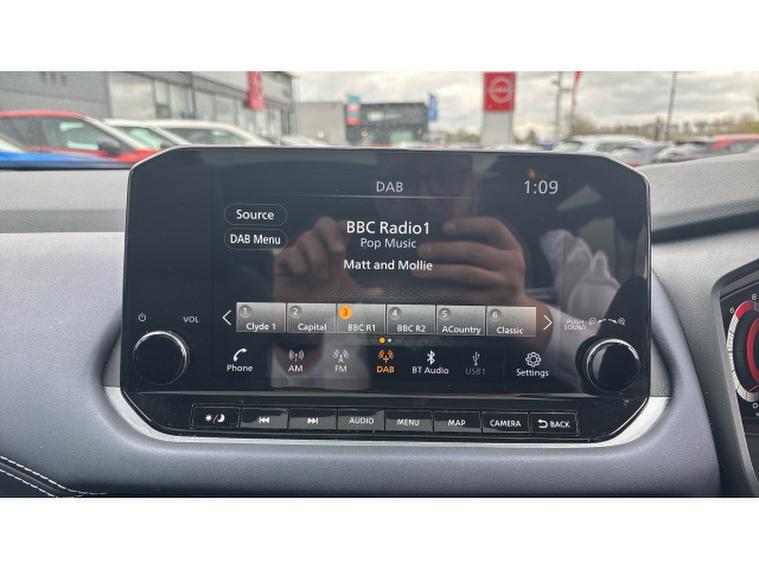 DAB
1:09
Source
DAB Menu
BBC Radio1
Pop Music
Matt and Mollie
1 Clyde 1
2 Capital
3 BBC R1
4 BBC R2
5 ACountry
6 Classic
VOL
PUSH
SOUND
Phone
AM
FM
DAB
BT Audio
USB1
Settings
AUDIO
MENU
MAP
CAMERA
BACK